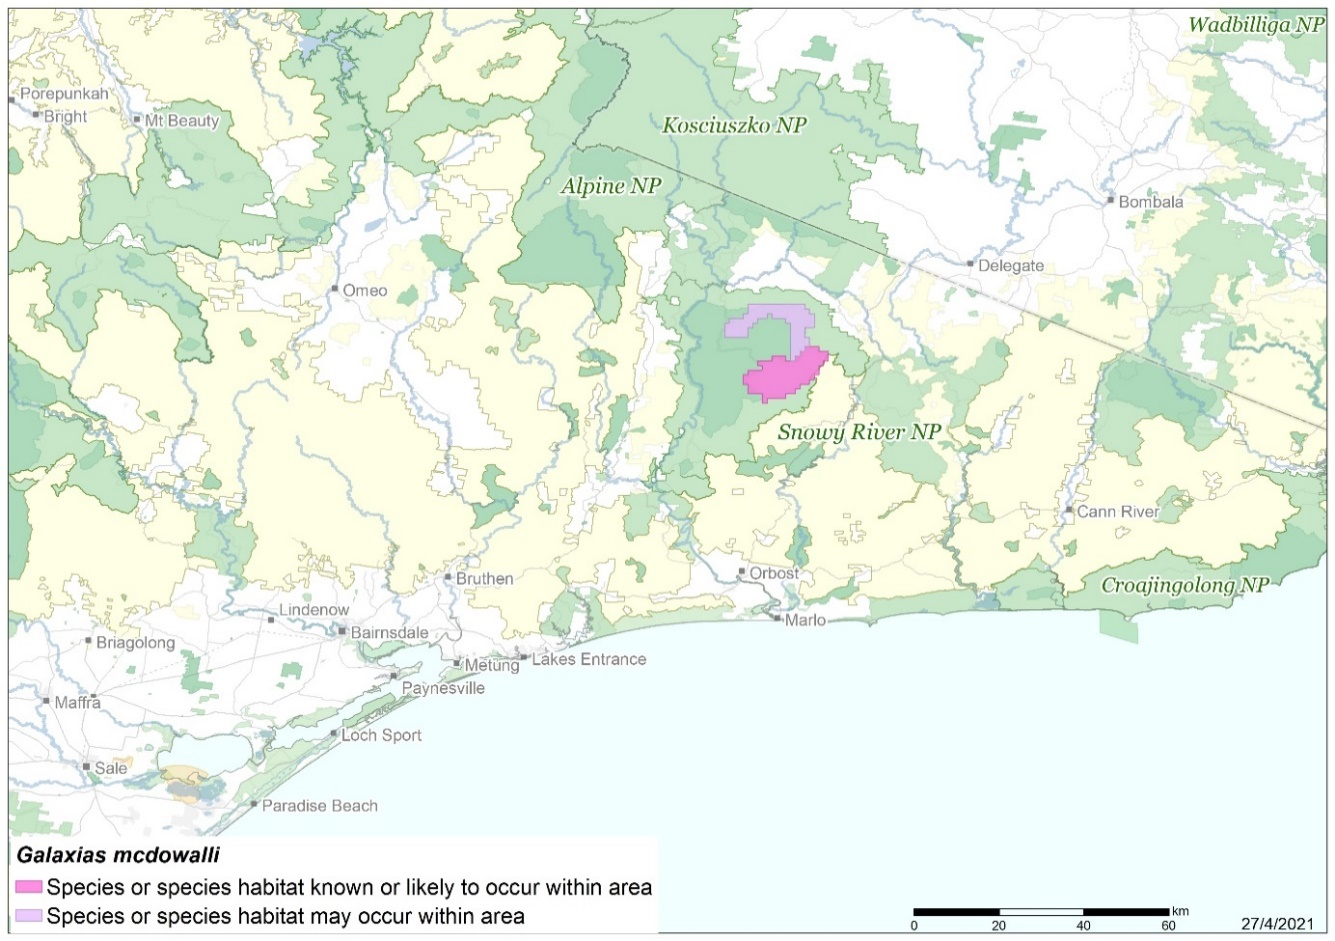 Wadbilliga NP
Porepunkah
Bright
Mt Beauty
Kosciuszko NP
Alpine NP
Bombala
Delegate
Omeo
Snowy River NP
Cann River
Bruthen
Orbost
Croajingolong NP
Lindenow
Marlo
Bairnsdale
Briagolong
Metung
Lakes Entrance
Paynesville
Maffra
Loch Sport
Sale
Paradise Beach
Galaxias mcdowalli
Species or species habitat known or likely to occur within area
Species or species habitat may occur within area
km
0 20 40 60
27/4/2021